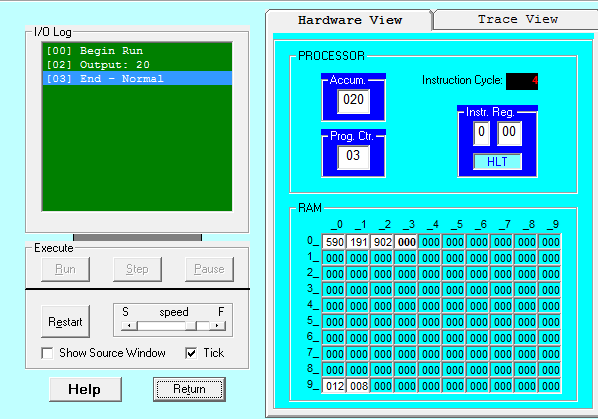 Hardware View
Trace View
I/O Log
[00] Begin Run
[02] Output: 20
[03] End - Normal
Execute
Run Step Pause
Restart
S speed F
Show Source Window
Tick
Help
Return
PROCESSOR
Accum.
020
Instruction Cycle: 4
Prog. Ctr.
03
Instr. Reg.
0 00
HLT
RAM
_0 _1 _2 _3 _4 _5 _6 _7 _8 _9
0_ 590 191 902 000 000 000 000 000 000 000
1_ 000 000 000 000 000 000 000 000 000 000
2_ 000 000 000 000 000 000 000 000 000 000
3_ 000 000 000 000 000 000 000 000 000 000
4_ 000 000 000 000 000 000 000 000 000 000
5_ 000 000 000 000 000 000 000 000 000 000
6_ 000 000 000 000 000 000 000 000 000 000
7_ 000 000 000 000 000 000 000 000 000 000
8_ 000 000 000 000 000 000 000 000 000 000
9_ 012 008 000 000 000 000 000 000 000 000